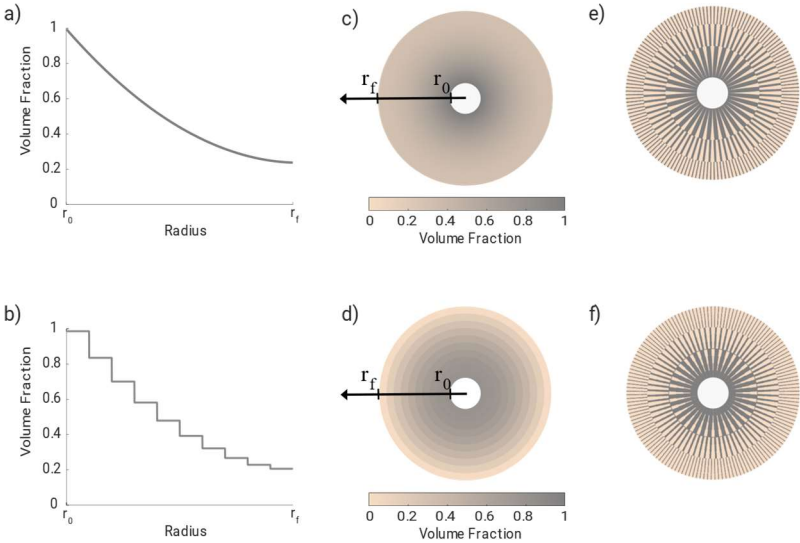 a)
Volume Fraction
1
0.8
0.6
0.4
0.2
0
r0
rf
Radius
c)
rf
r0
0
0.2
0.4
0.6
0.8
1
Volume Fraction
e)
b)
Volume Fraction
1
0.8
0.6
0.4
0.2
0
r0
rf
Radius
d)
rf
r0
0
0.2
0.4
0.6
0.8
1
Volume Fraction
f)